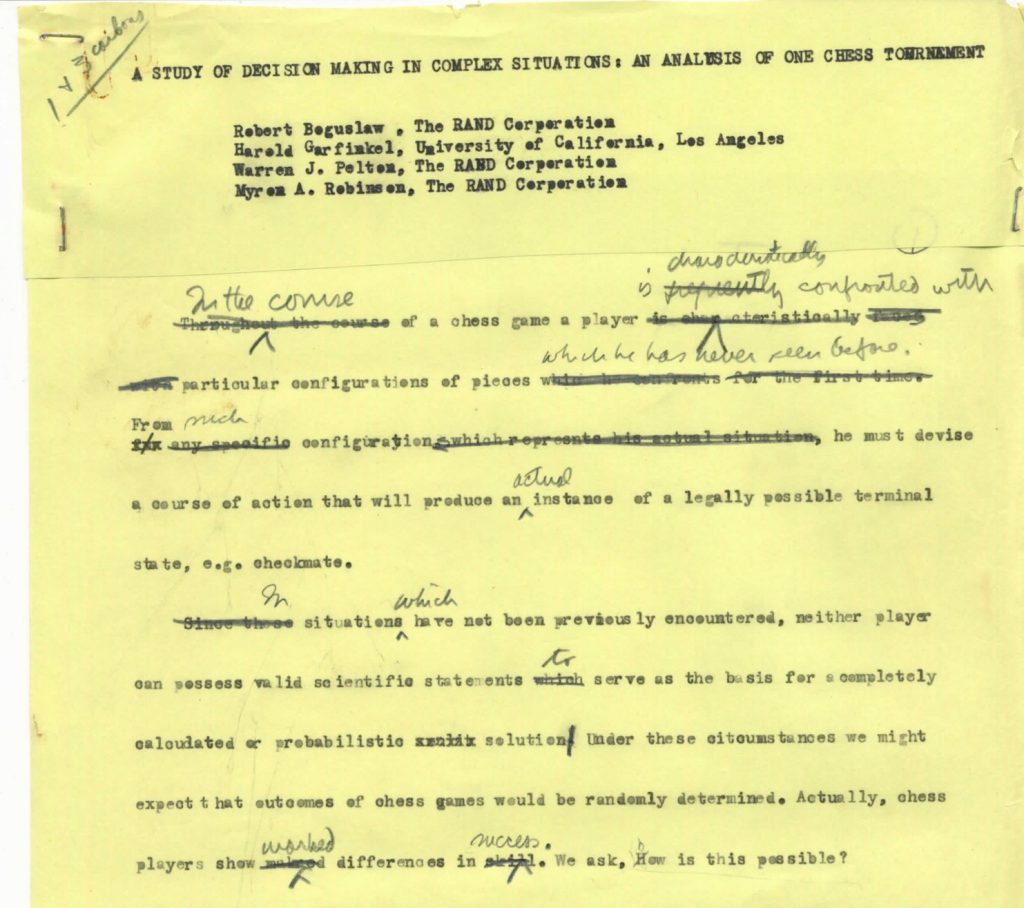 A STUDY OF DECISION MAKING IN COMPLEX SITUATIONS: AN ANALYSIS OF ONE CHESS TOURNAMENT
Robert Boguslaw , The RAND Corporation
Harold Garfinkel, University of California, Los Angeles
Warren J. Pelton, The RAND Corporation
Myron A. Robinson, The RAND Corporation
characteristically
In the course is frequently confronted with
Throughout the course of a chess game a player is characteristically faces
which he has never seen before.
with particular configurations of pieces which he confronts for the first time.
From such
any specific configuration, which represents his actual situation, he must devise
actual
a course of action that will produce an instance of a legally possible terminal
state, e.g. checkmate.
In which
Since these situations have not been previously encountered, neither player
to
can possess valid scientific statements which serve as the basis for a completely
calculated or probabilistic solution. Under these citcumstances we might
expect that outcomes of chess games would be randomly determined. Actually, chess
marked success.
players show maked differences in skill. We ask, How is this possible?